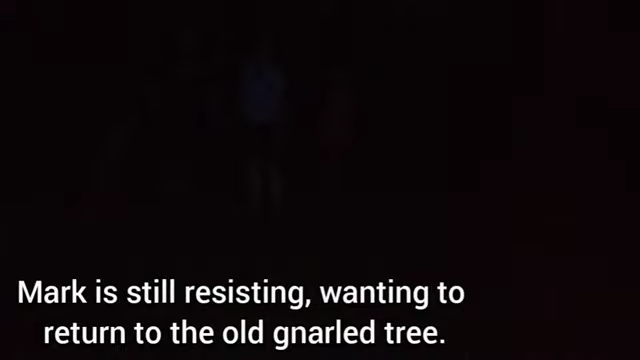 Mark is still resisting, wanting to
return to the old gnarled tree.